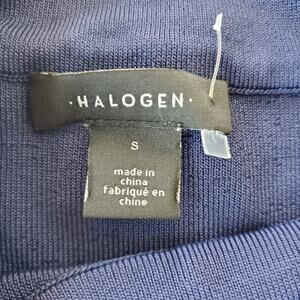 ·HALOGEN·
S
made in
china
fabriqué en
chine